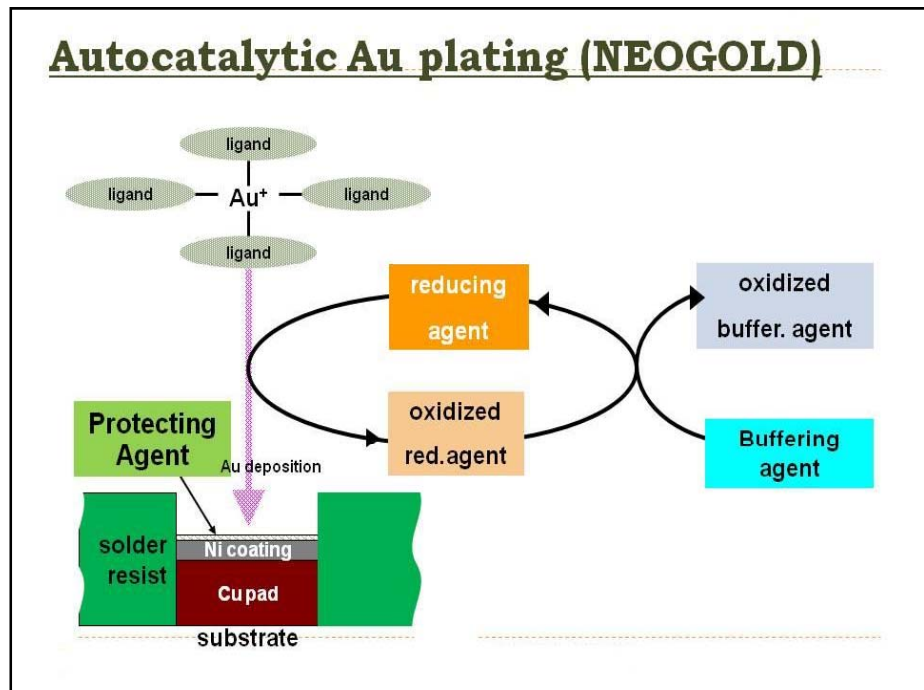 Autocatalytic Au plating (NEOGOLD)
ligand
ligand
Au⁺
ligand
ligand
reducing
agent
oxidized
buffer. agent
Protecting
Agent
oxidized
red.agent
Buffering
agent
Au deposition
solder
resist
Ni coating
Cu pad
substrate